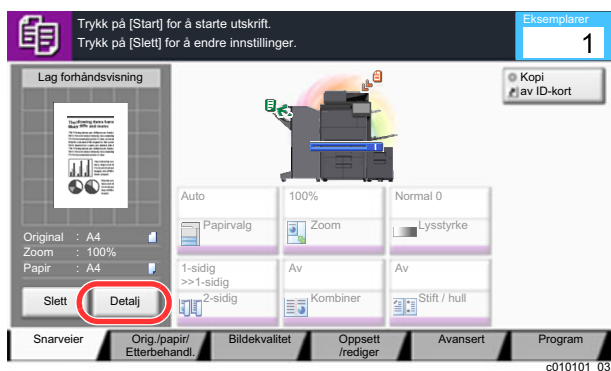 Trykk på [Start] for å starte utskrift.
Trykk på [Slett] for å endre innstillinger.
Eksemplarer
1
Lag forhåndsvisning
Kopi
av ID-kort
Original : A4
Zoom : 100%
Papir : A4
Slett
Detalj
Auto
Papirvalg
100%
Zoom
Normal 0
Lysstyrke
1-sidig
>>1-sidig
2-sidig
Av
Kombiner
Av
Stift / hull
Snarveier
Orig./papir/
Etterbehandl.
Bildekvalitet
Oppsett
/rediger
Avansert
Program
c010101_03